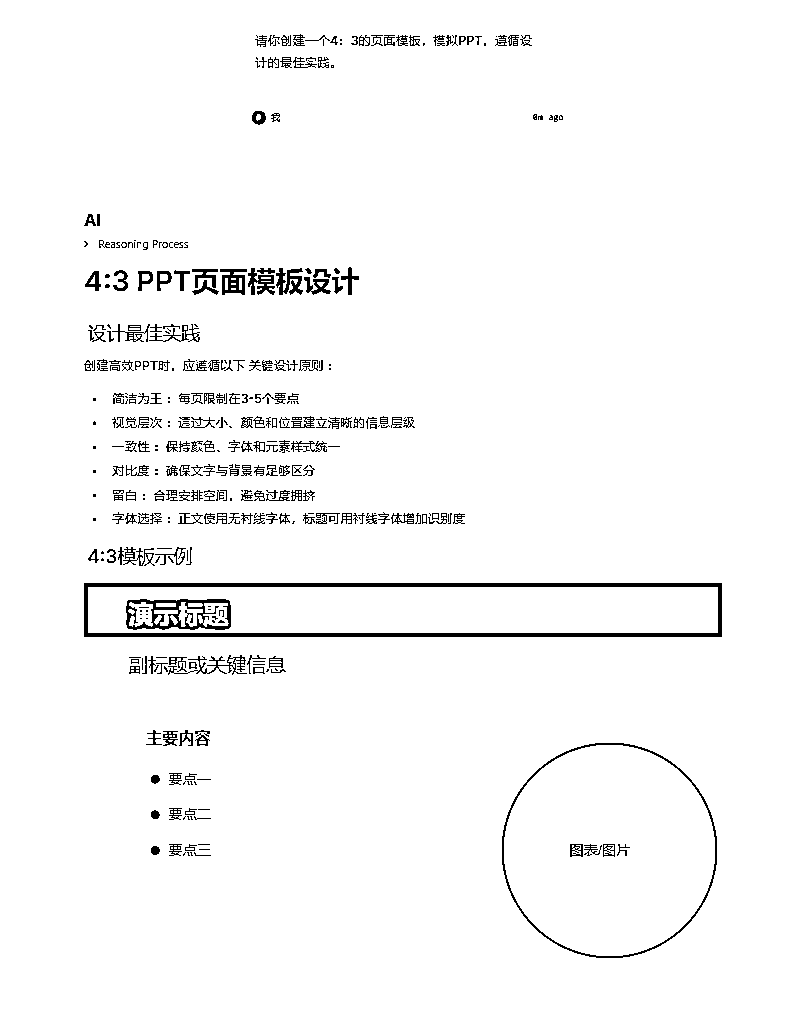 请你创建一个4：3的页面模板，模拟PPT，遵循设
计的最佳实践。
我
0m ago
AI
Reasoning Process
4:3 PPT页面模板设计
设计最佳实践
创建高效PPT时，应遵循以下关键设计原则：
• 简洁为王：每页限制在3-5个要点
• 视觉层次：透过大小、颜色和位置建立清晰的信息层级
• 一致性：保持颜色、字体和元素样式统一
• 对比度：确保文字与背景有足够区分
• 留白：合理安排空间，避免过度拥挤
• 字体选择：正文使用无衬线字体，标题可用衬线字体增加识别度
4:3模板示例
演示标题
副标题或关键信息
主要内容
● 要点一
● 要点二
● 要点三
图表/图片